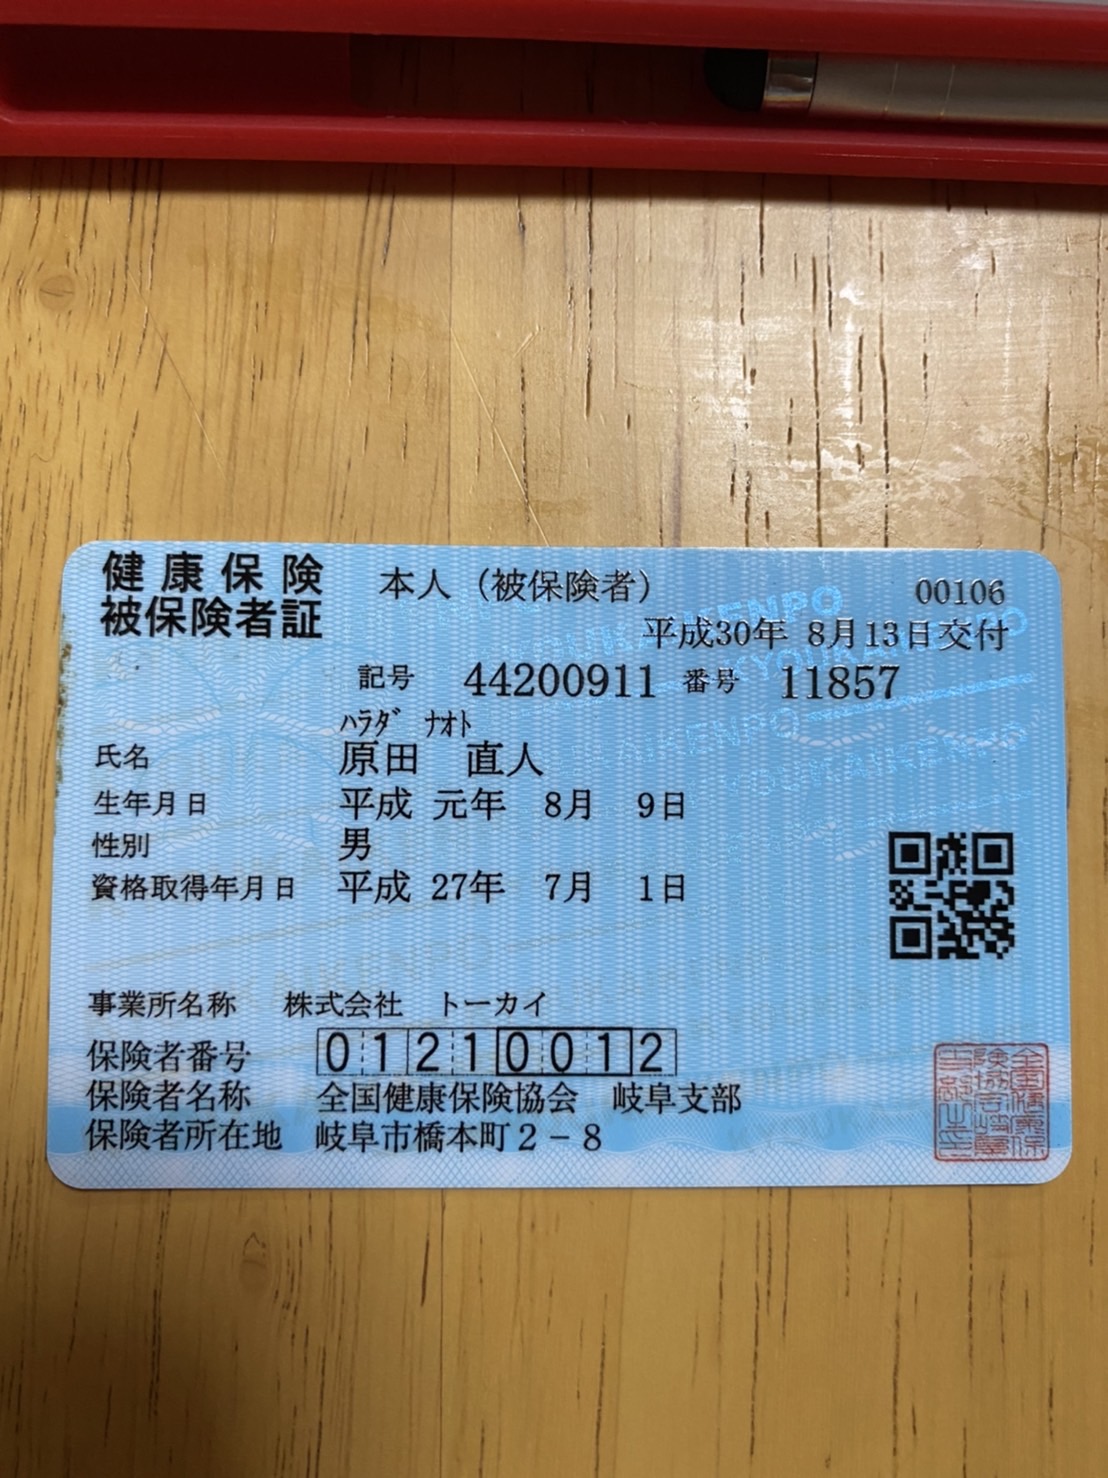 健康保険
被保険者証
本人（被保険者）
00106
平成30年 8月13日交付
記号 44200911 番号 11857
ﾊﾗﾀﾞ ﾅｵﾄ
氏名 原田 直人
生年月日 平成 元年 8月 9日
性別 男
資格取得年月日 平成 27年 7月 1日
事業所名称 株式会社 トーカイ
保険者番号 01210012
保険者名称 全国健康保険協会 岐阜支部
保険者所在地 岐阜市橋本町２－８